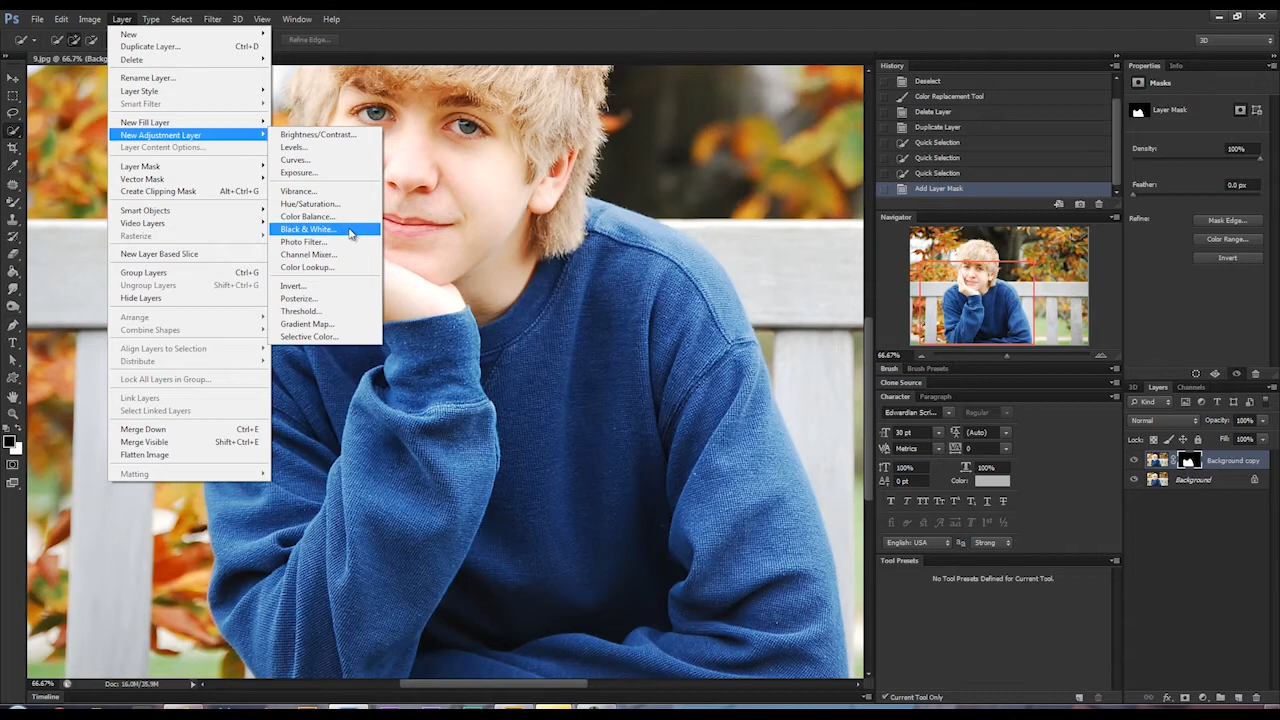 Ps File Edit Image Layer Type Select Filter 3D View Window Help
Refine Edge... 3D
9.jpg @ 66.7% (Backg
New
Duplicate Layer... Ctrl+D
Delete
Rename Layer...
Layer Style
Smart Filter
New Fill Layer
New Adjustment Layer
Layer Content Options...
Layer Mask
Vector Mask
Create Clipping Mask Alt+Ctrl+G
Smart Objects
Video Layers
Rasterize
New Layer Based Slice
Group Layers Ctrl+G
Ungroup Layers Shift+Ctrl+G
Hide Layers
Arrange
Combine Shapes
Align Layers to Selection
Distribute
Lock All Layers in Group...
Link Layers
Select Linked Layers
Merge Down Ctrl+E
Merge Visible Shift+Ctrl+E
Flatten Image
Matting
Brightness/Contrast...
Levels...
Curves...
Exposure...
Vibrance...
Hue/Saturation...
Color Balance...
Black & White...
Photo Filter...
Channel Mixer...
Color Lookup...
Invert...
Posterize...
Threshold...
Gradient Map...
Selective Color...
History
Deselect
Color Replacement Tool
Delete Layer
Duplicate Layer
Quick Selection
Quick Selection
Quick Selection
Add Layer Mask
Navigator
66.67%
Brush Brush Presets
Clone Source
Character Paragraph
Edwardian Scri... Regular
30 pt (Auto)
Metrics 0
100% 100%
0 pt Color:
English: USA Strong
Tool Presets
No Tool Presets Defined for Current Tool.
Current Tool Only
Properties Info
Masks
Layer Mask
Density: 100%
Feather: 0.0 px
Refine: Mask Edge...
Color Range...
Invert
3D Layers Channels
Kind
Normal Opacity: 100%
Lock: Fill: 100%
Background copy
Background
66.67% Doc: 16.0M/35.9M
Timeline